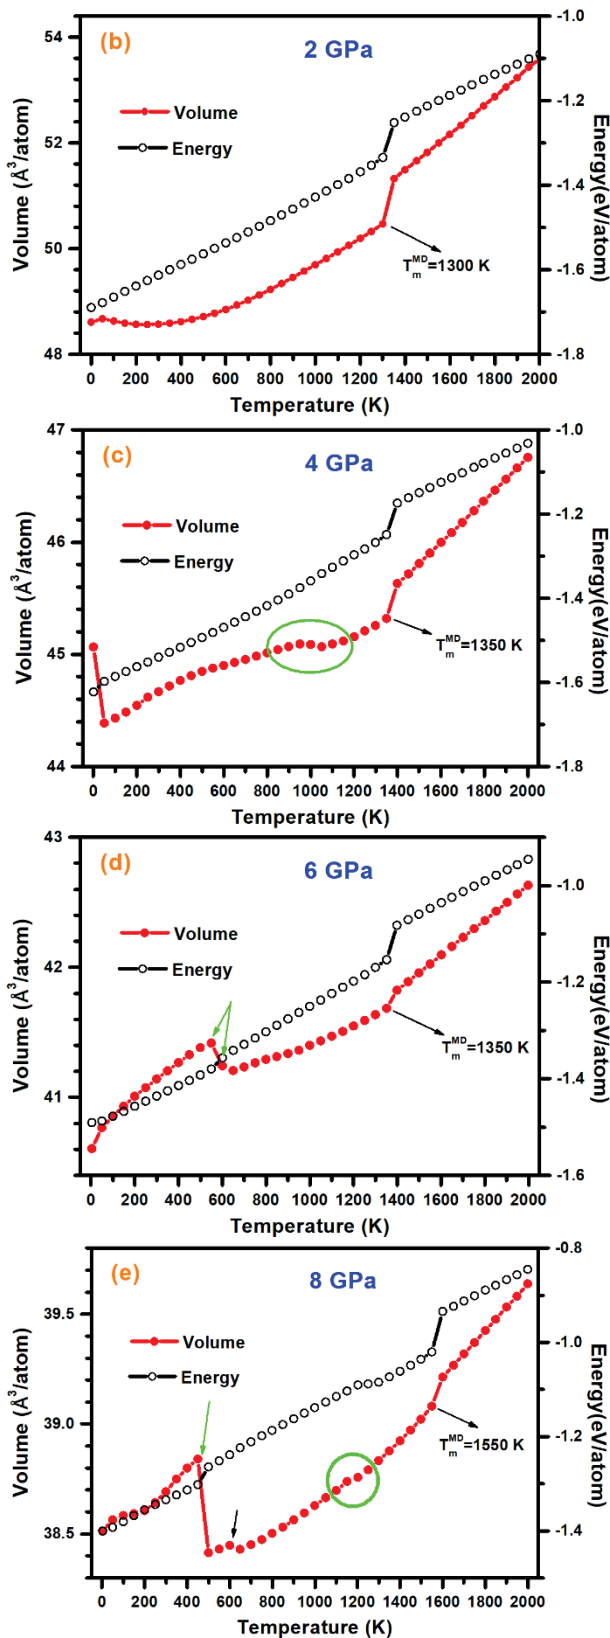 (b)
2 GPa
Volume
Energy
T_m^MD=1300 K
Volume (Å³/atom)
54
52
50
48
Energy(eV/atom)
-1.0
-1.2
-1.4
-1.6
-1.8
0 200 400 600 800 1000 1200 1400 1600 1800 2000
Temperature (K)
(c)
4 GPa
Volume
Energy
T_m^MD=1350 K
Volume (Å³/atom)
47
46
45
44
Energy(eV/atom)
-1.0
-1.2
-1.4
-1.6
-1.8
0 200 400 600 800 1000 1200 1400 1600 1800 2000
Temperature (K)
(d)
6 GPa
Volume
Energy
T_m^MD=1350 K
Volume (Å³/atom)
43
42
41
Energy(eV/atom)
-1.0
-1.2
-1.4
-1.6
0 200 400 600 800 1000 1200 1400 1600 1800 2000
Temperature (K)
(e)
8 GPa
Volume
Energy
T_m^MD=1550 K
Volume (Å³/atom)
39.5
39.0
38.5
Energy(eV/atom)
-0.8
-1.0
-1.2
-1.4
0 200 400 600 800 1000 1200 1400 1600 1800 2000
Temperature (K)